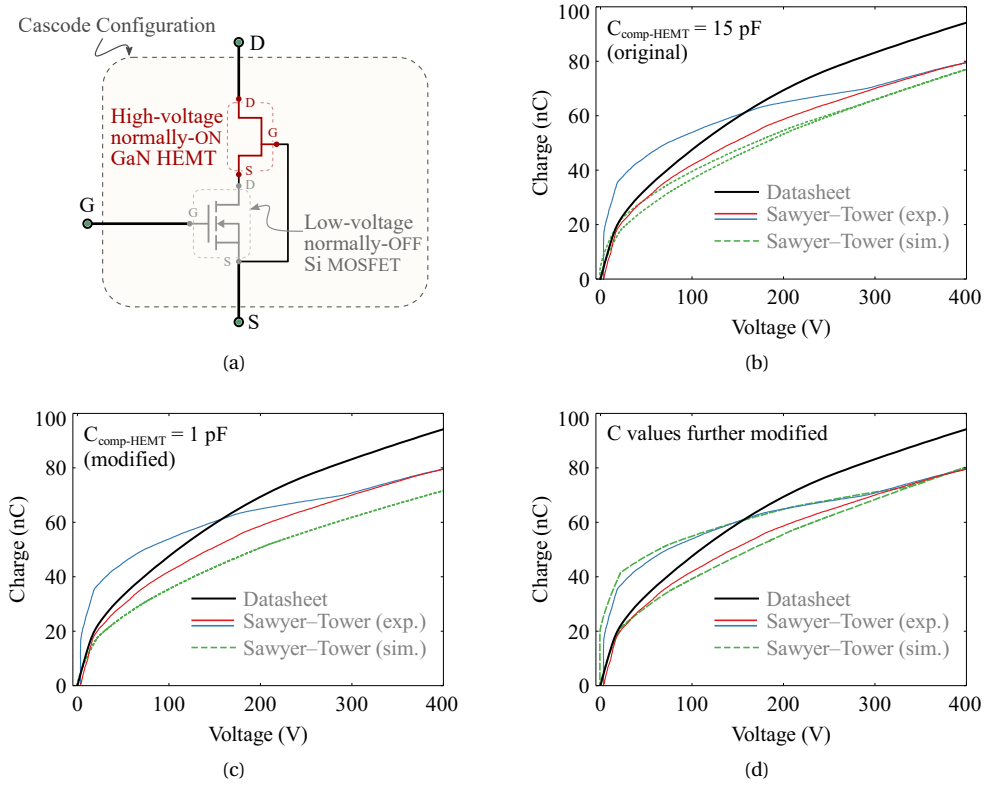 Cascode Configuration
D
High-voltage
normally-ON
GaN HEMT
D
G
S
D
G
G
S
Low-voltage
normally-OFF
Si MOSFET
S
(a)
C_comp-HEMT = 15 pF
(original)
Datasheet
Sawyer–Tower (exp.)
Sawyer–Tower (sim.)
Charge (nC)
100
80
60
40
20
0
0 100 200 300 400
Voltage (V)
(b)
C_comp-HEMT = 1 pF
(modified)
Datasheet
Sawyer–Tower (exp.)
Sawyer–Tower (sim.)
Charge (nC)
100
80
60
40
20
0
0 100 200 300 400
Voltage (V)
(c)
C values further modified
Datasheet
Sawyer–Tower (exp.)
Sawyer–Tower (sim.)
Charge (nC)
100
80
60
40
20
0
0 100 200 300 400
Voltage (V)
(d)